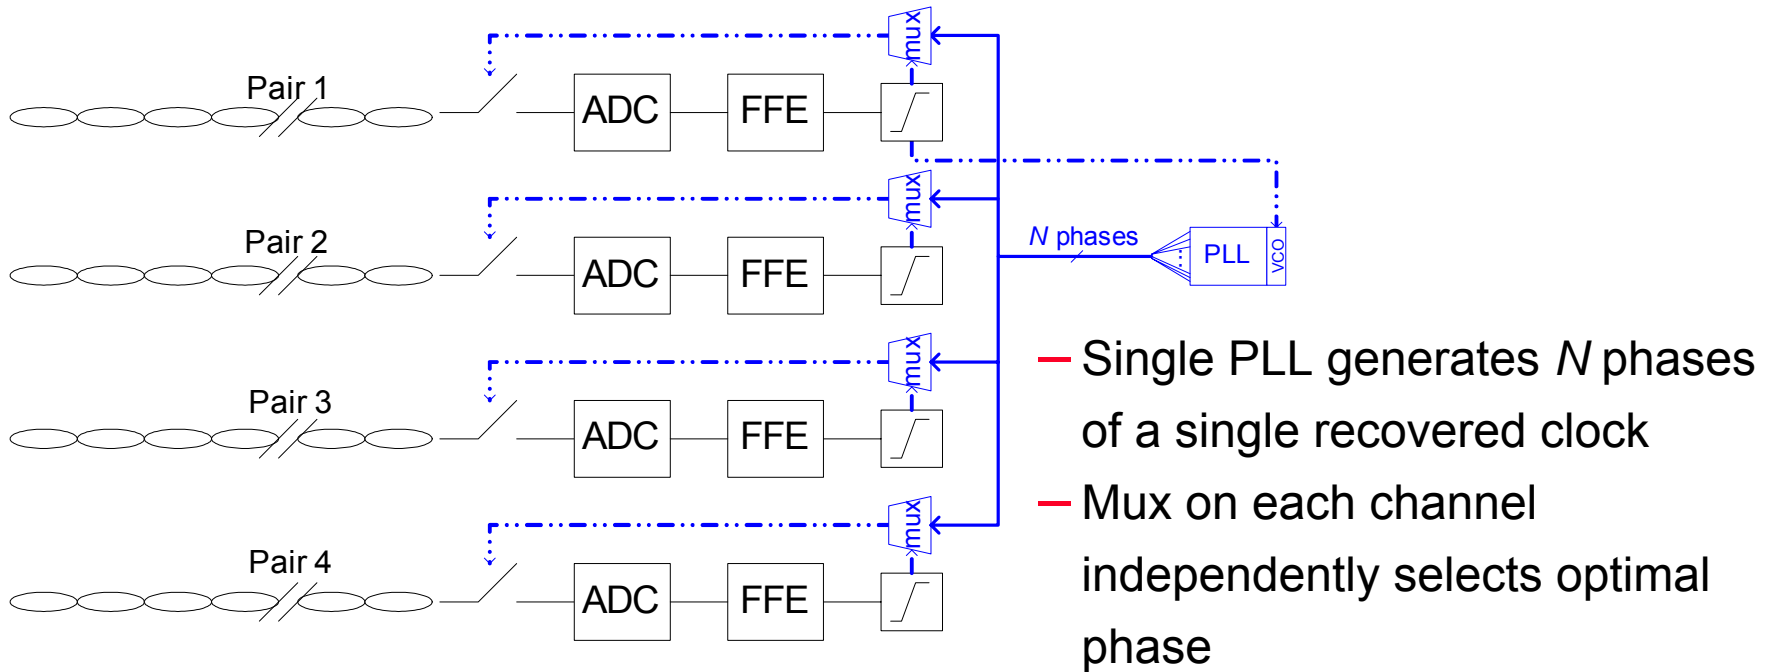 mux
Pair 1
ADC
FFE
mux
Pair 2
ADC
FFE
N phases
PLL
VCO
mux
Pair 3
ADC
FFE
mux
Pair 4
ADC
FFE
— Single PLL generates N phases
of a single recovered clock
— Mux on each channel
independently selects optimal
phase